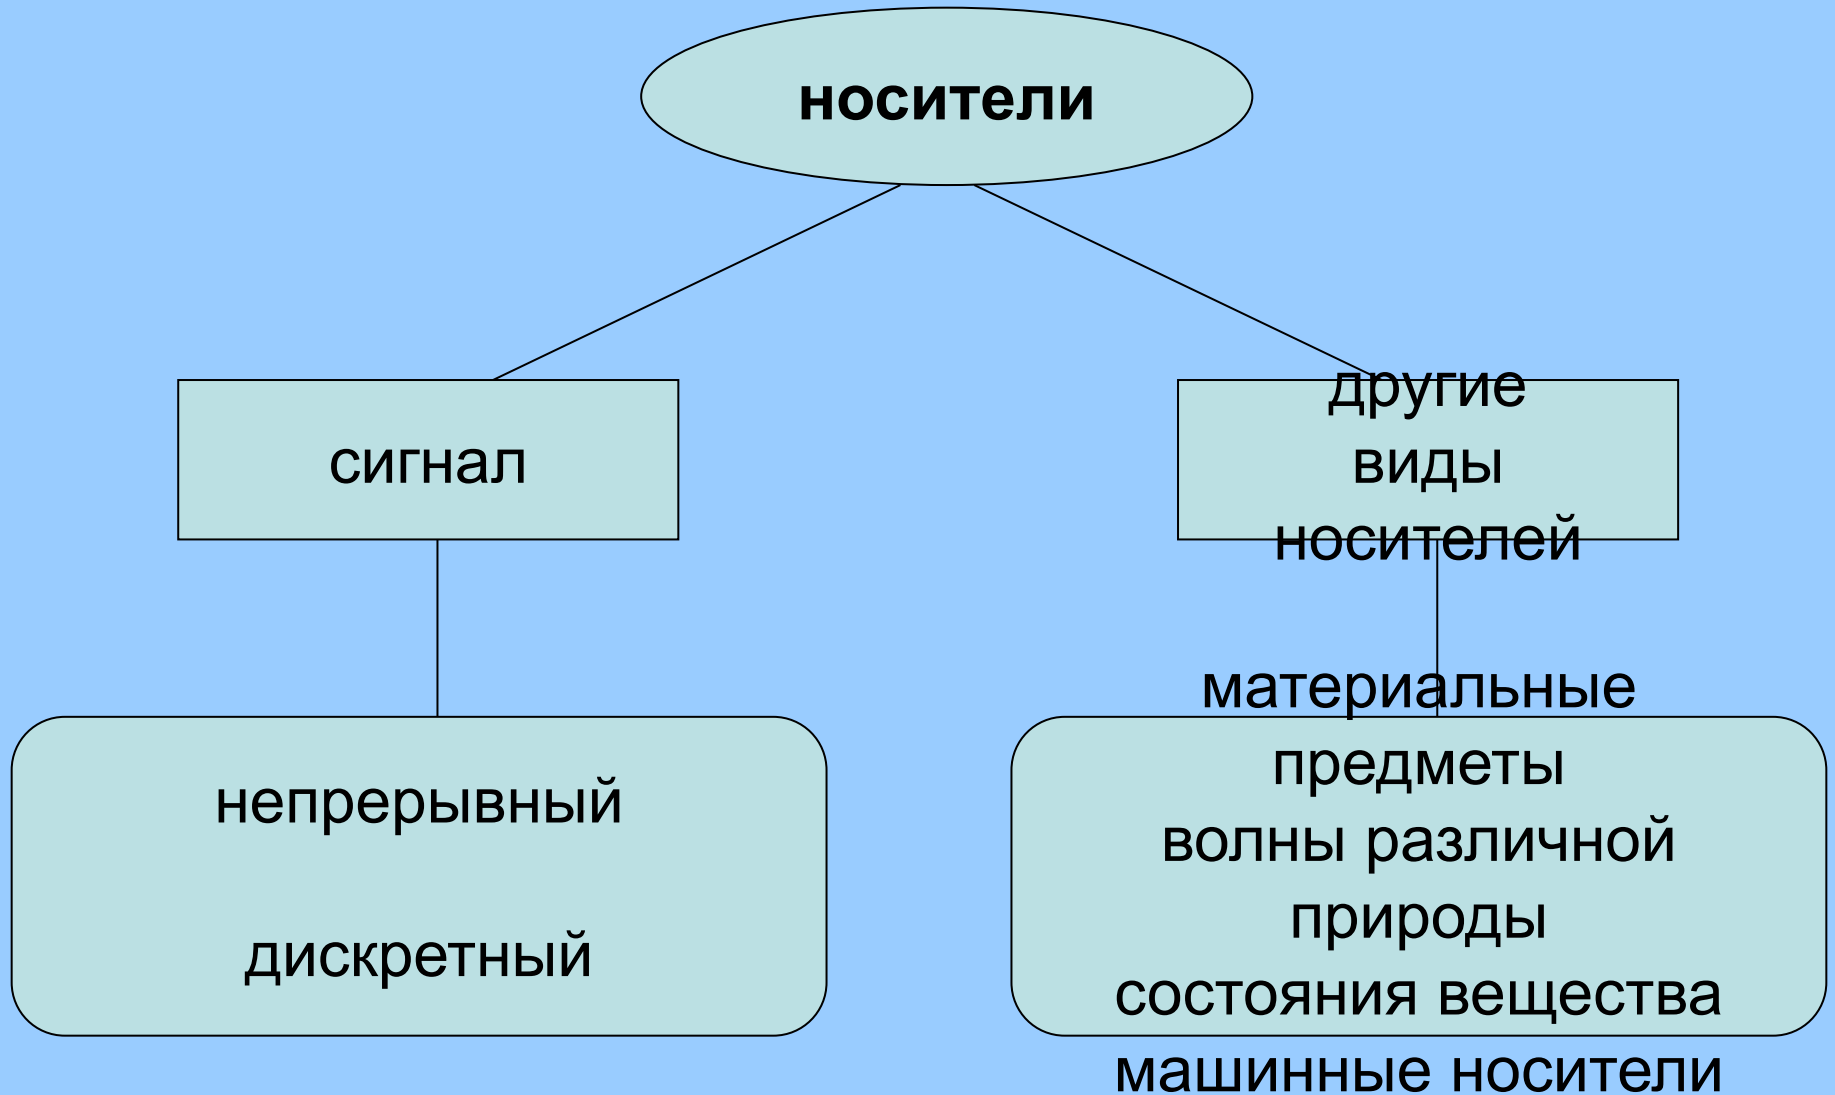 носители
сигнал
другие
виды
носителей
непрерывный
дискретный
материальные
предметы
волны различной
природы
состояния вещества
машинные носители